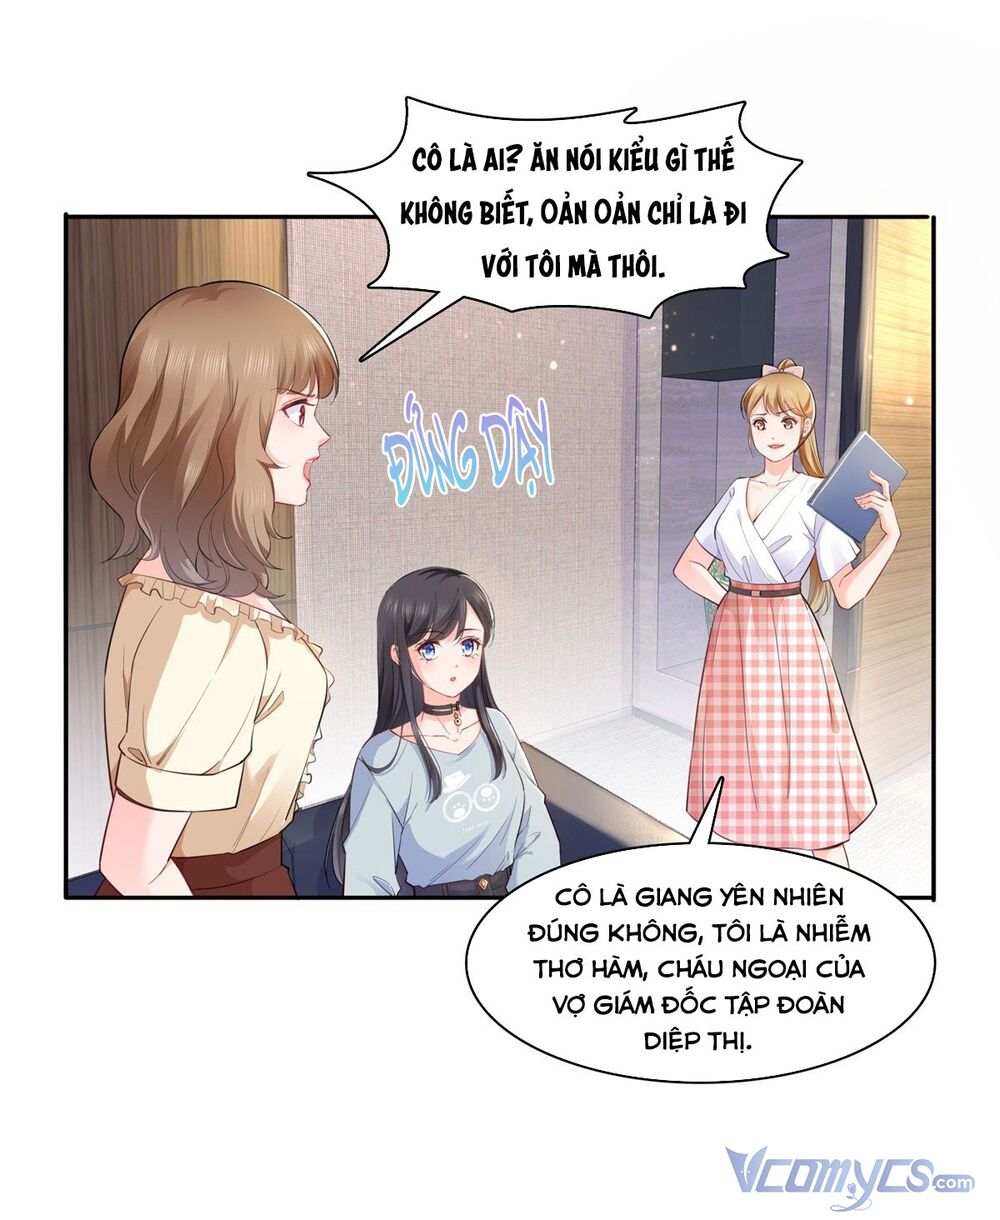 CÔ LÀ AI? ĂN NÓI KIỂU GÌ THẾ
KHÔNG BIẾT, OẢN OẢN CHỈ LÀ ĐI
VỚI TÔI MÀ THÔI.
ĐỦNG DẬY
CÔ LÀ GIANG YÊN NHIÊN
ĐÚNG KHÔNG, TÔI LÀ NHIỄM
THƠ HÀM, CHÁU NGOẠI CỦA
VỢ GIÁM ĐỐC TẬP ĐOÀN
DIỆP THỊ.
VCOMYCS.com